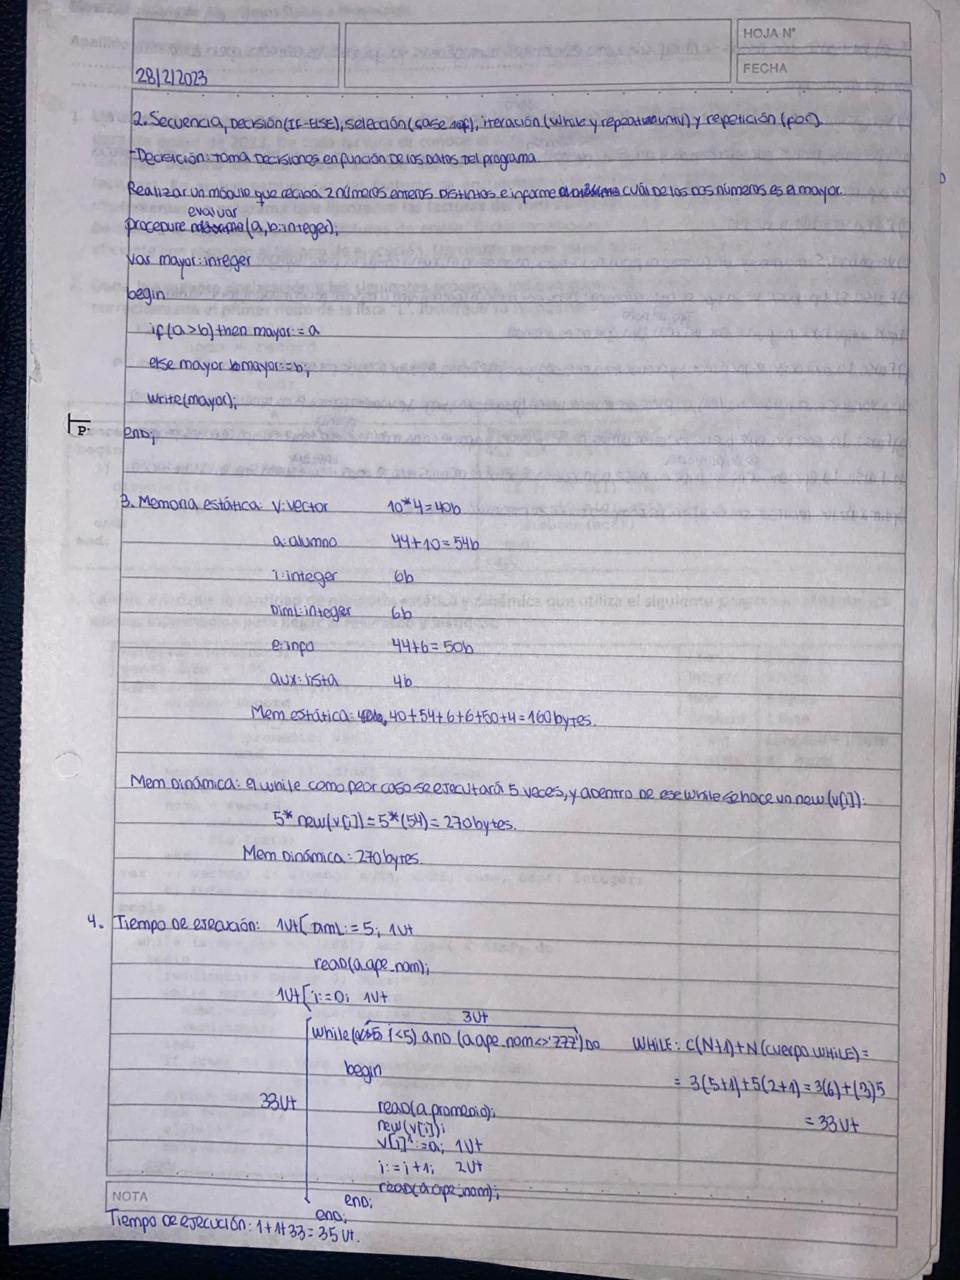 HOJA N°
FECHA
28/2/2023
2. Secuencia, Decisión (IF-ElSE), selección (case of), iteración (while y repeat until) y repetición (for).
-Decisición: toma Decisiones en función de los datos del programa.
Realizar un módulo que reciba 2 números enteros distintos e informe cuál de los dos números es el mayor.
evaluar
procedure (a,b:integer);
var mayor: integer
begin
if (a>b) then mayor:= a
else mayor:=b;
write(mayor);
P.
end;
3. Memoria estática: v:vector 10*4=40b
a:alumno 44+10=54b
i:integer 6b
Diml:integer 6b
e:info 44+6=50b
aux:lista 4b
Mem estática: 40+54+6+6+50+4=160bytes.
Mem Dinámica: el while como peor caso se ejecutará 5 veces, y adentro de ese while se hace un new(v[i]):
5* new(v[i])=5*(54)=270bytes.
Mem Dinámica: 270bytes.
4. Tiempo de ejecución: 1Ut[ DimL:=5; 1Ut
read(a.ape_nom);
1Ut[ i:=0; 1Ut
3Ut
while( i<5) and (a.ape_nom<>'ZZZ') Do WHILE: C(N+1)+N(cuerpo.WHILE)=
begin = 3(5+1)+5(2+1)=3(6)+(3)5
33Ut read(a.promedio); = 33Ut
new(v[i]);
v[i]^:=a; 1Ut
i:=i+1; 2Ut
read(a.ape_nom);
end;
NOTA
end;
Tiempo de ejecución: 1+1+33=35Ut.